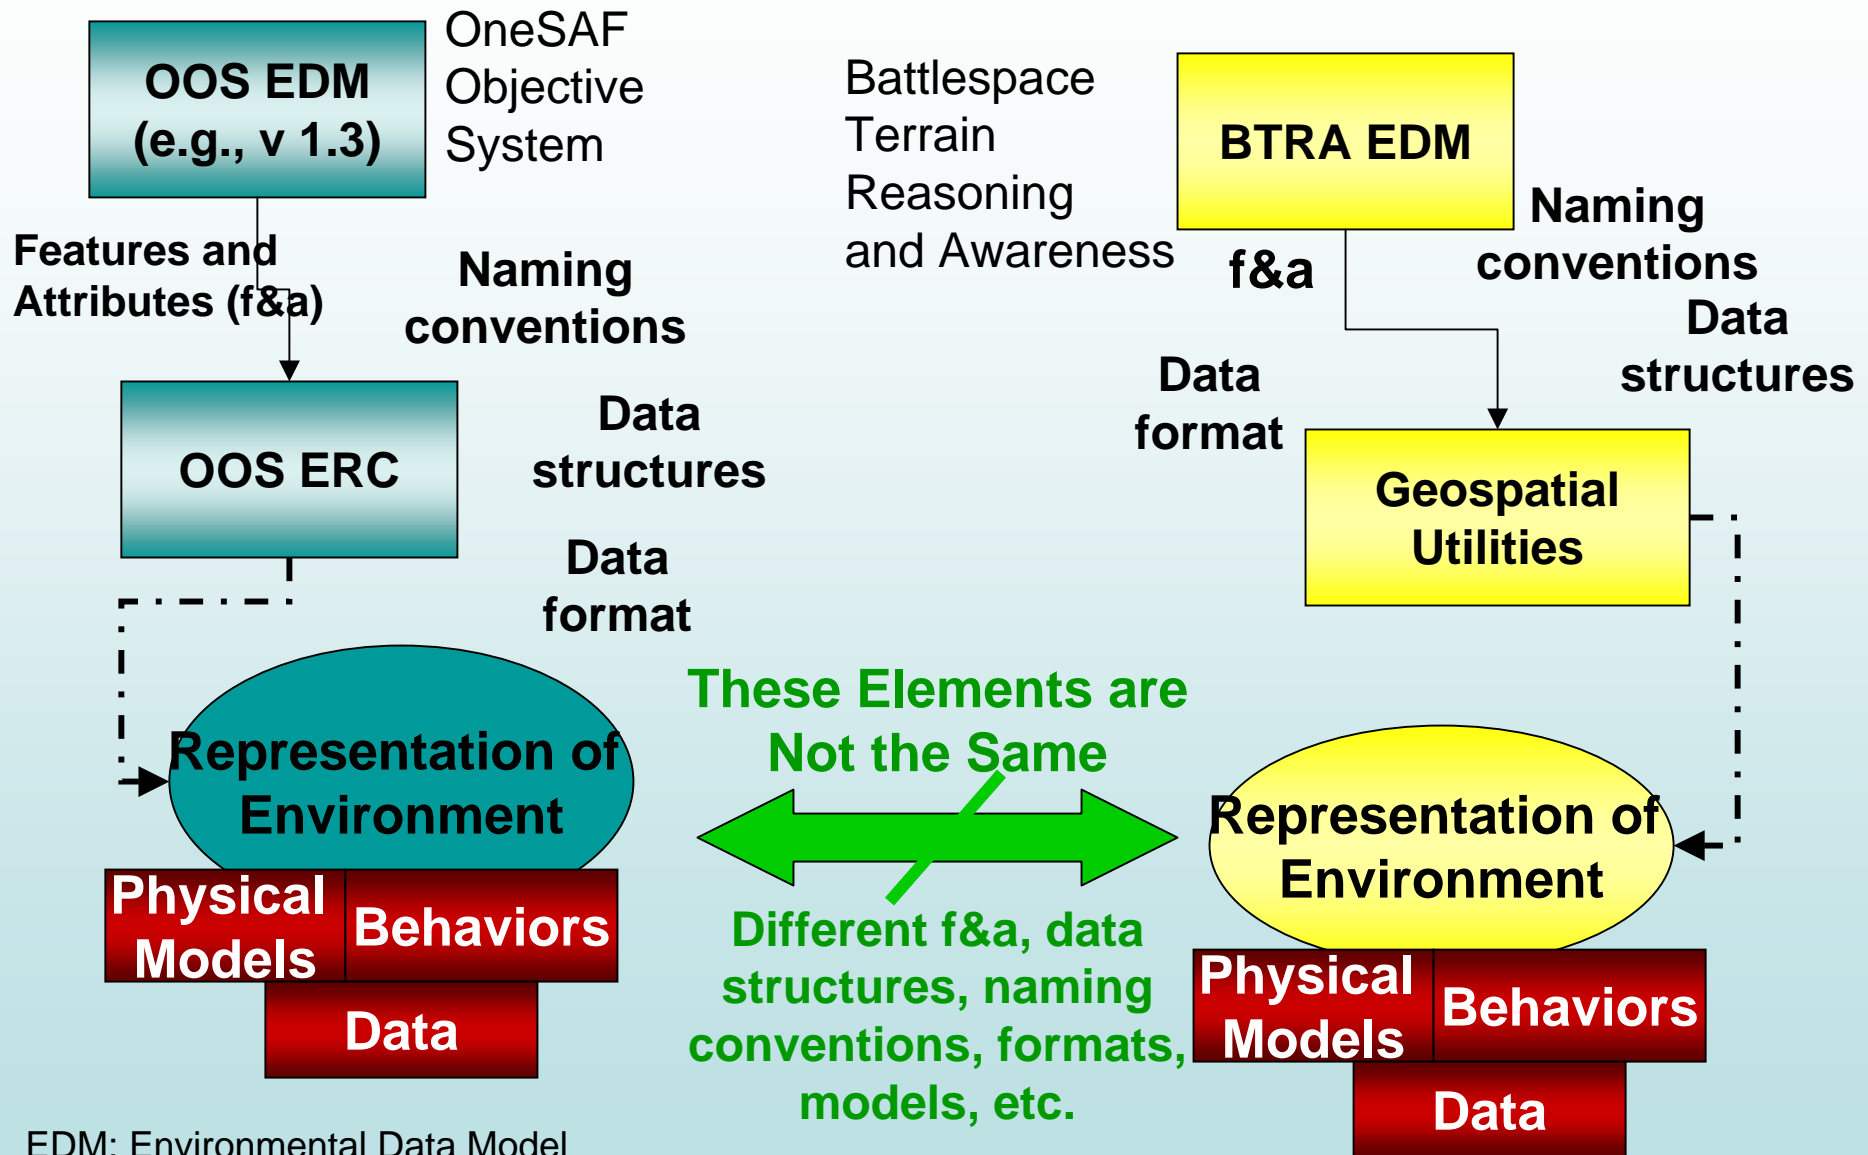 OOS EDM
(e.g., v 1.3)
OneSAF
Objective
System
Features and
Attributes (f&a)
Naming
conventions
Data
structures
Data
format
OOS ERC
Representation of
Environment
Physical
Models
Behaviors
Data
Battlespace
Terrain
Reasoning
and Awareness
BTRA EDM
f&a
Naming
conventions
Data
structures
Data
format
Geospatial
Utilities
Representation of
Environment
Physical
Models
Behaviors
Data
These Elements are
Not the Same
Different f&a, data
structures, naming
conventions, formats,
models, etc.
EDM: Environmental Data Model